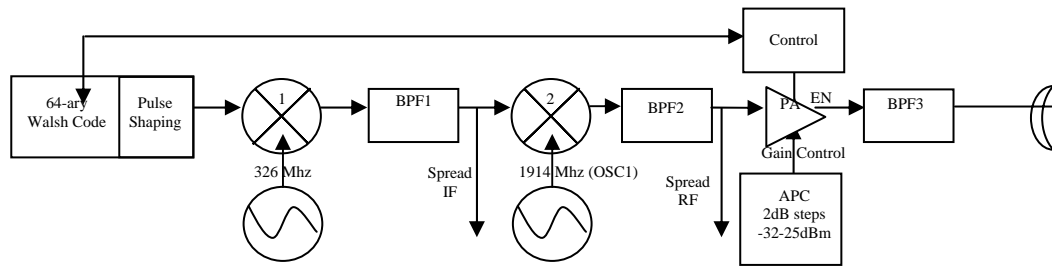 Control
64-ary
Walsh Code
Pulse
Shaping
1
BPF1
2
BPF2
PA
EN
BPF3
Gain Control
326 Mhz
Spread
IF
1914 Mhz (OSC1)
Spread
RF
APC
2dB steps
-32-25dBm